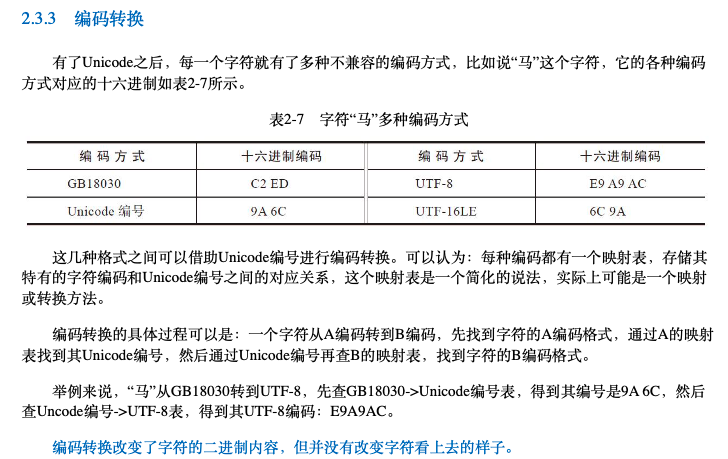 2.3.3 编码转换
有了Unicode之后，每一个字符就有了多种不兼容的编码方式，比如说“马”这个字符，它的各种编码
方式对应的十六进制如表2-7所示。
表2-7 字符“马”多种编码方式
编码方式 十六进制编码 编码方式 十六进制编码
GB18030 C2 ED UTF-8 E9 A9 AC
Unicode 编号 9A 6C UTF-16LE 6C 9A
这几种格式之间可以借助Unicode编号进行编码转换。可以认为：每种编码都有一个映射表，存储其
特有的字符编码和Unicode编号之间的对应关系，这个映射表是一个简化的说法，实际上可能是一个映射
或转换方法。
编码转换的具体过程可以是：一个字符从A编码转到B编码，先找到字符的A编码格式，通过A的映射
表找到其Unicode编号，然后通过Unicode编号再查B的映射表，找到字符的B编码格式。
举例来说，“马”从GB18030转到UTF-8，先查GB18030->Unicode编号表，得到其编号是9A 6C，然后
查Uncode编号->UTF-8表，得到其UTF-8编码：E9A9AC。
编码转换改变了字符的二进制内容，但并没有改变字符看上去的样子。